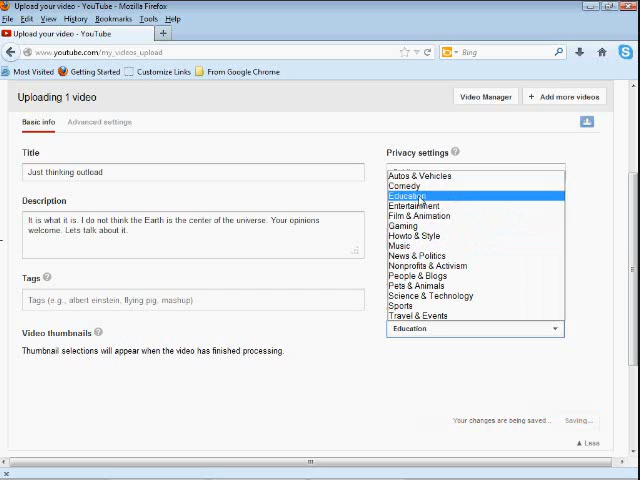 Upload your video - YouTube - Mozilla Firefox
File Edit View History Bookmarks Tools Help
Upload your video - YouTube +
www.youtube.com/my_videos_upload
Bing
Most Visited Getting Started Customize Links From Google Chrome
Uploading 1 video
Video Manager
+ Add more videos
Basic info Advanced settings
Title
Just thinking outload
Description
It is what it is. I do not think the Earth is the center of the universe. Your opinions
welcome. Lets talk about it.
Tags
Tags (e.g., albert einstein, flying pig, mashup)
Video thumbnails
Thumbnail selections will appear when the video has finished processing.
Privacy settings
Autos & Vehicles
Comedy
Education
Entertainment
Film & Animation
Gaming
Howto & Style
Music
News & Politics
Nonprofits & Activism
People & Blogs
Pets & Animals
Science & Technology
Sports
Travel & Events
Education
Your changes are being saved... Saving...
Less